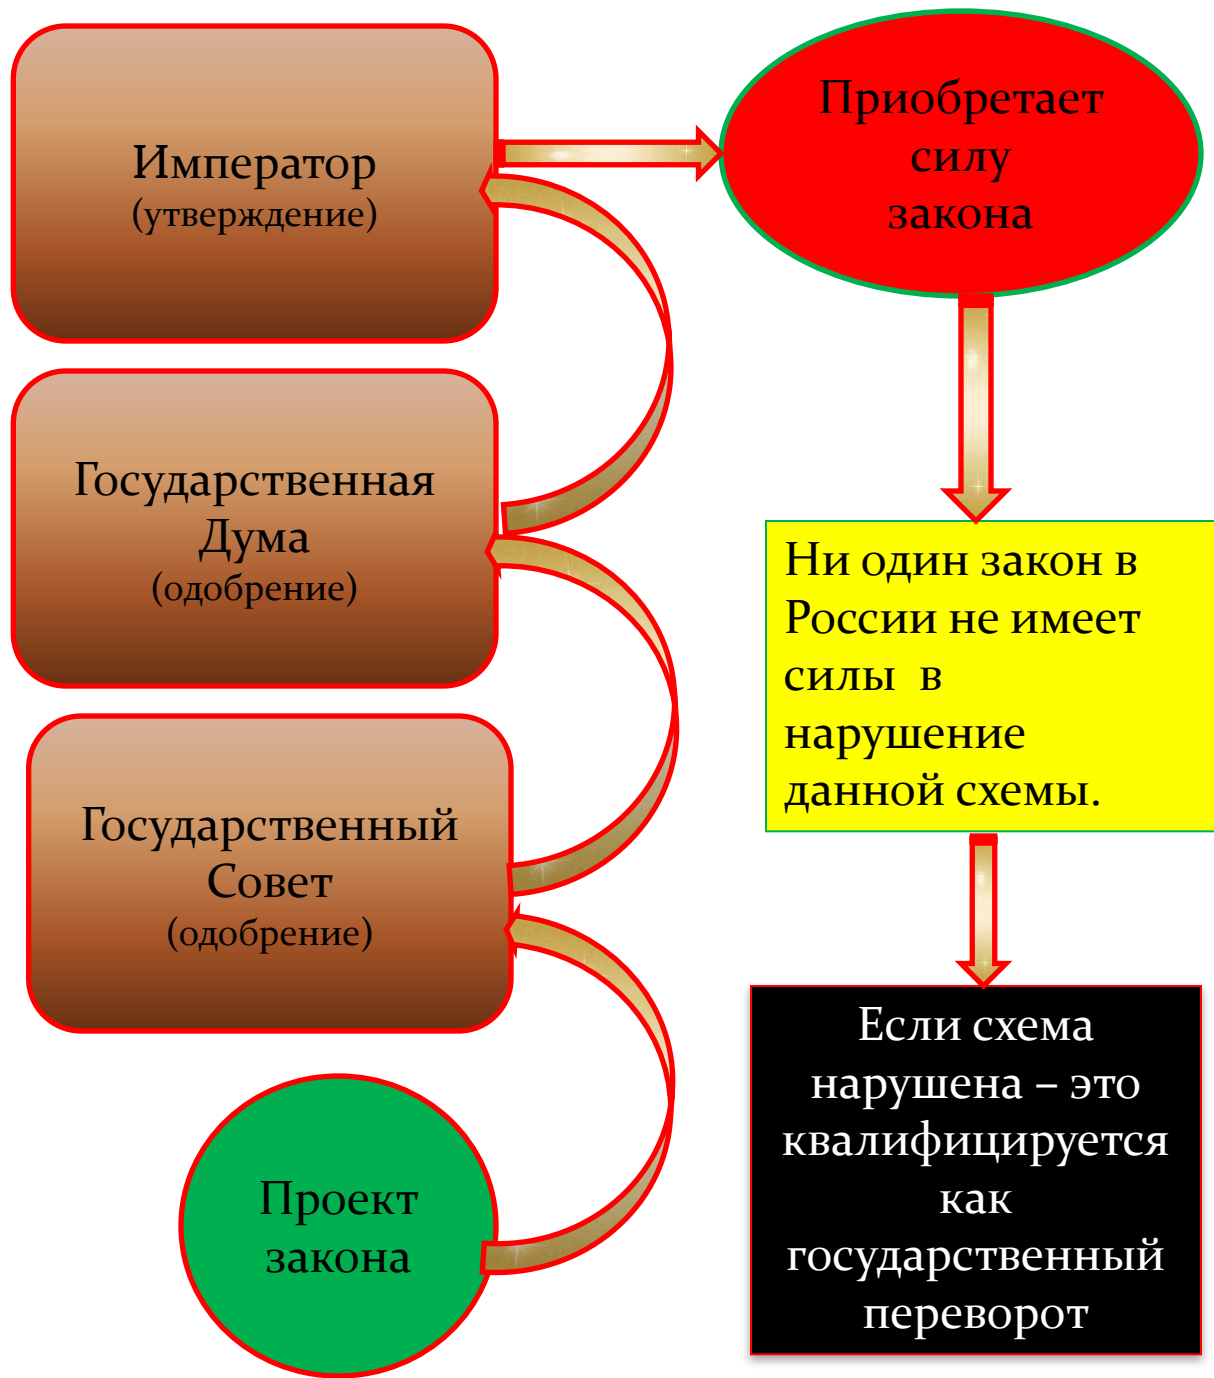 Император
(утверждение)
Государственная
Дума
(одобрение)
Государственный
Совет
(одобрение)
Проект
закона
Приобретает
силу
закона
Ни один закон в
России не имеет
силы  в
нарушение
данной схемы.
Если схема
нарушена – это
квалифицируется
как
государственный
переворот